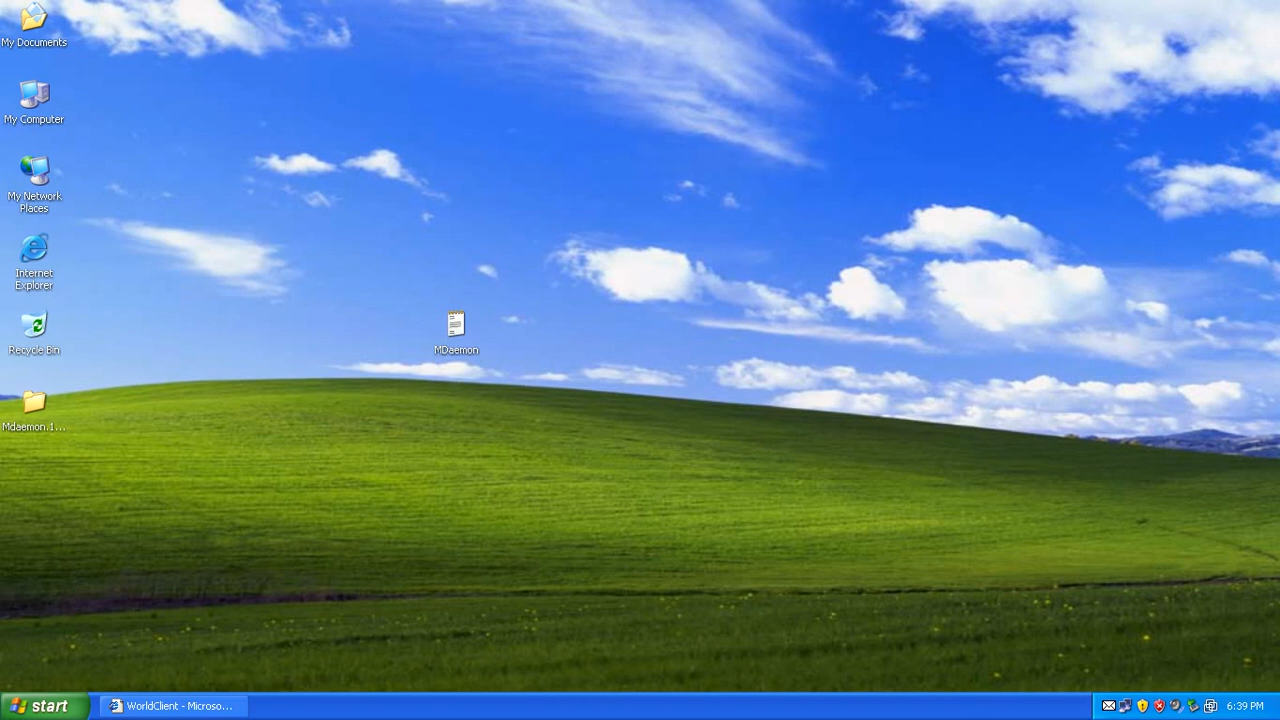 My Documents
My Computer
My Network
Places
Internet
Explorer
Recycle Bin
Mdaemon.1...
MDaemon
start
WorldClient - Microso...
6:39 PM